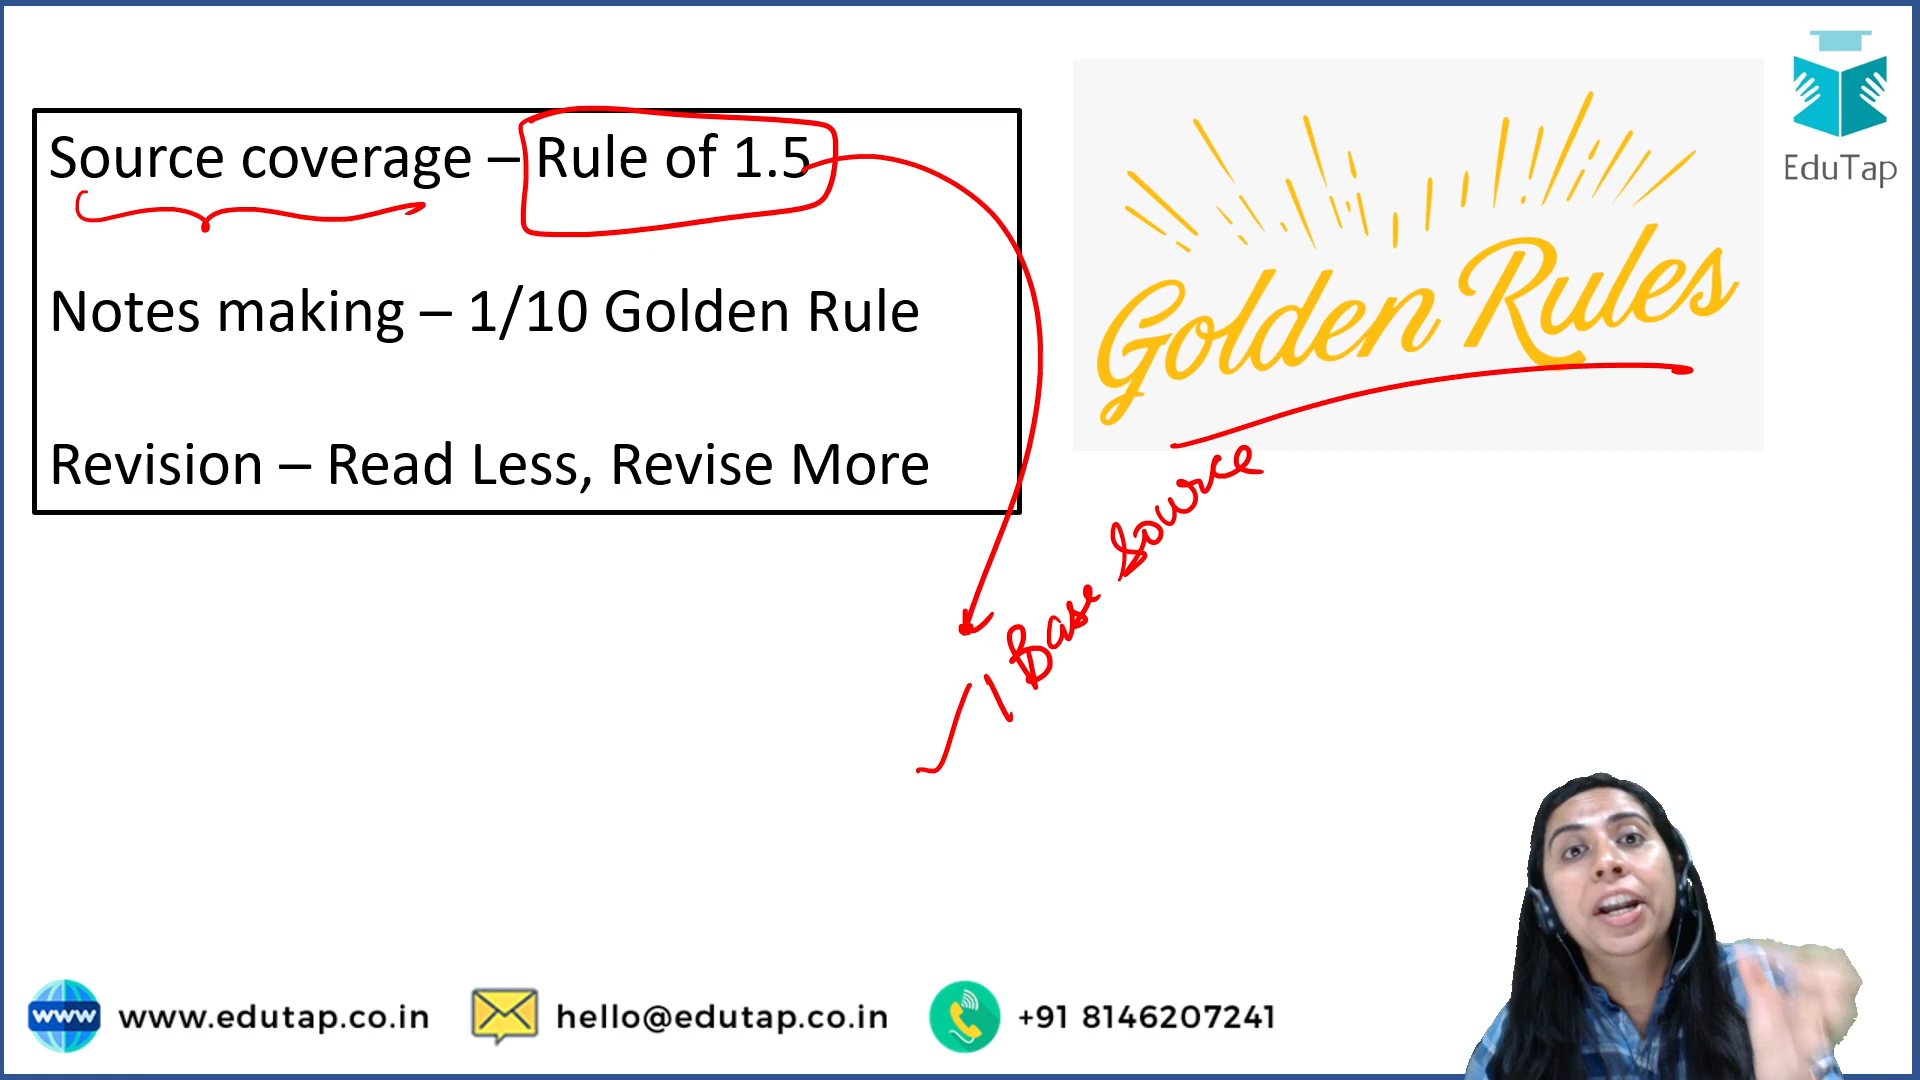 Source coverage – Rule of 1.5
Notes making – 1/10 Golden Rule
Revision – Read Less, Revise More
Golden Rules
EduTap
1 Base Source
www
www.edutap.co.in
hello@edutap.co.in
+91 8146207241